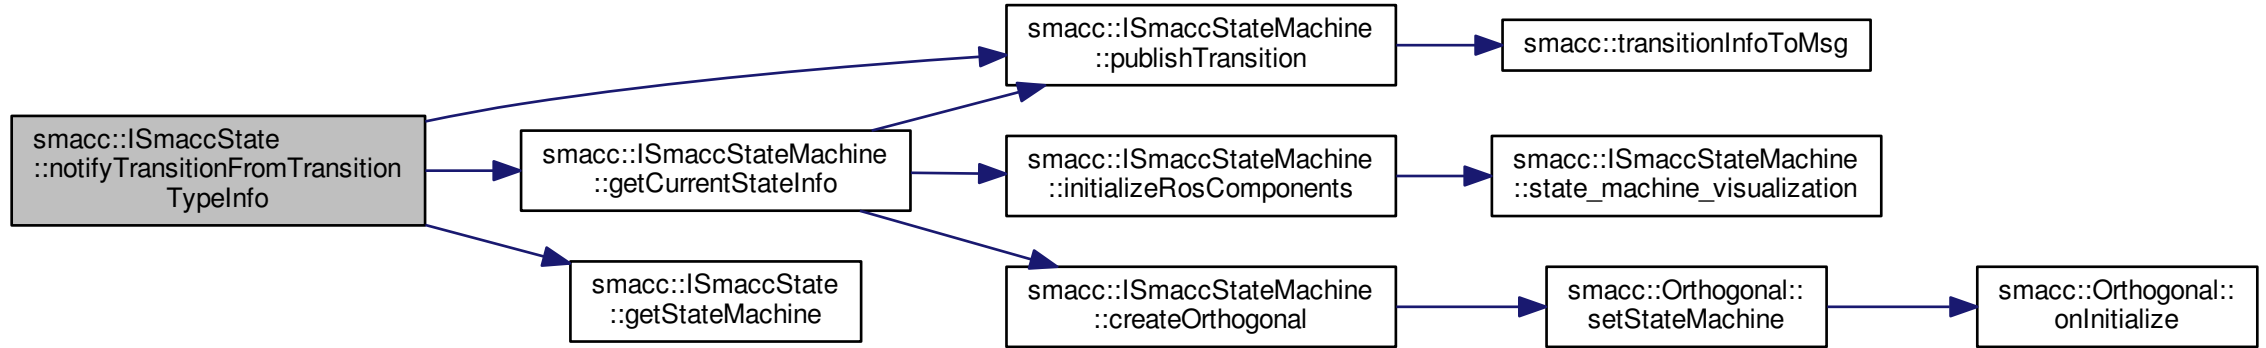 smacc::ISmaccState
::notifyTransitionFromTransition
TypeInfo
smacc::ISmaccStateMachine
::publishTransition
smacc::transitionInfoToMsg
smacc::ISmaccStateMachine
::getCurrentStateInfo
smacc::ISmaccStateMachine
::initializeRosComponents
smacc::ISmaccStateMachine
::state_machine_visualization
smacc::ISmaccState
::getStateMachine
smacc::ISmaccStateMachine
::createOrthogonal
smacc::Orthogonal::
setStateMachine
smacc::Orthogonal::
onInitialize